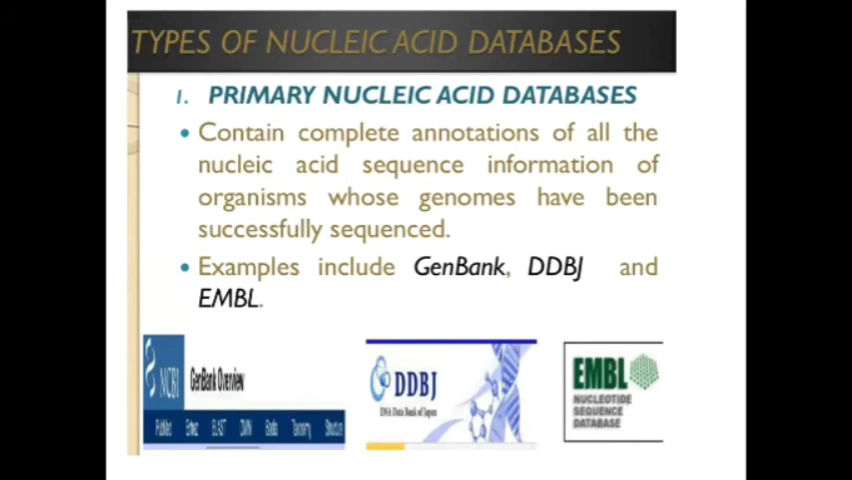 TYPES OF NUCLEIC ACID DATABASES
1. PRIMARY NUCLEIC ACID DATABASES
• Contain complete annotations of all the
nucleic acid sequence information of
organisms whose genomes have been
successfully sequenced.
• Examples include GenBank, DDBJ and
EMBL.
NCBI
GenBank Overview
PubMed Entrez BLAST OMIM Books Taxonomy Structure
DDBJ
DNA Data Bank of Japan
EMBL
NUCLEOTIDE
SEQUENCE
DATABASE